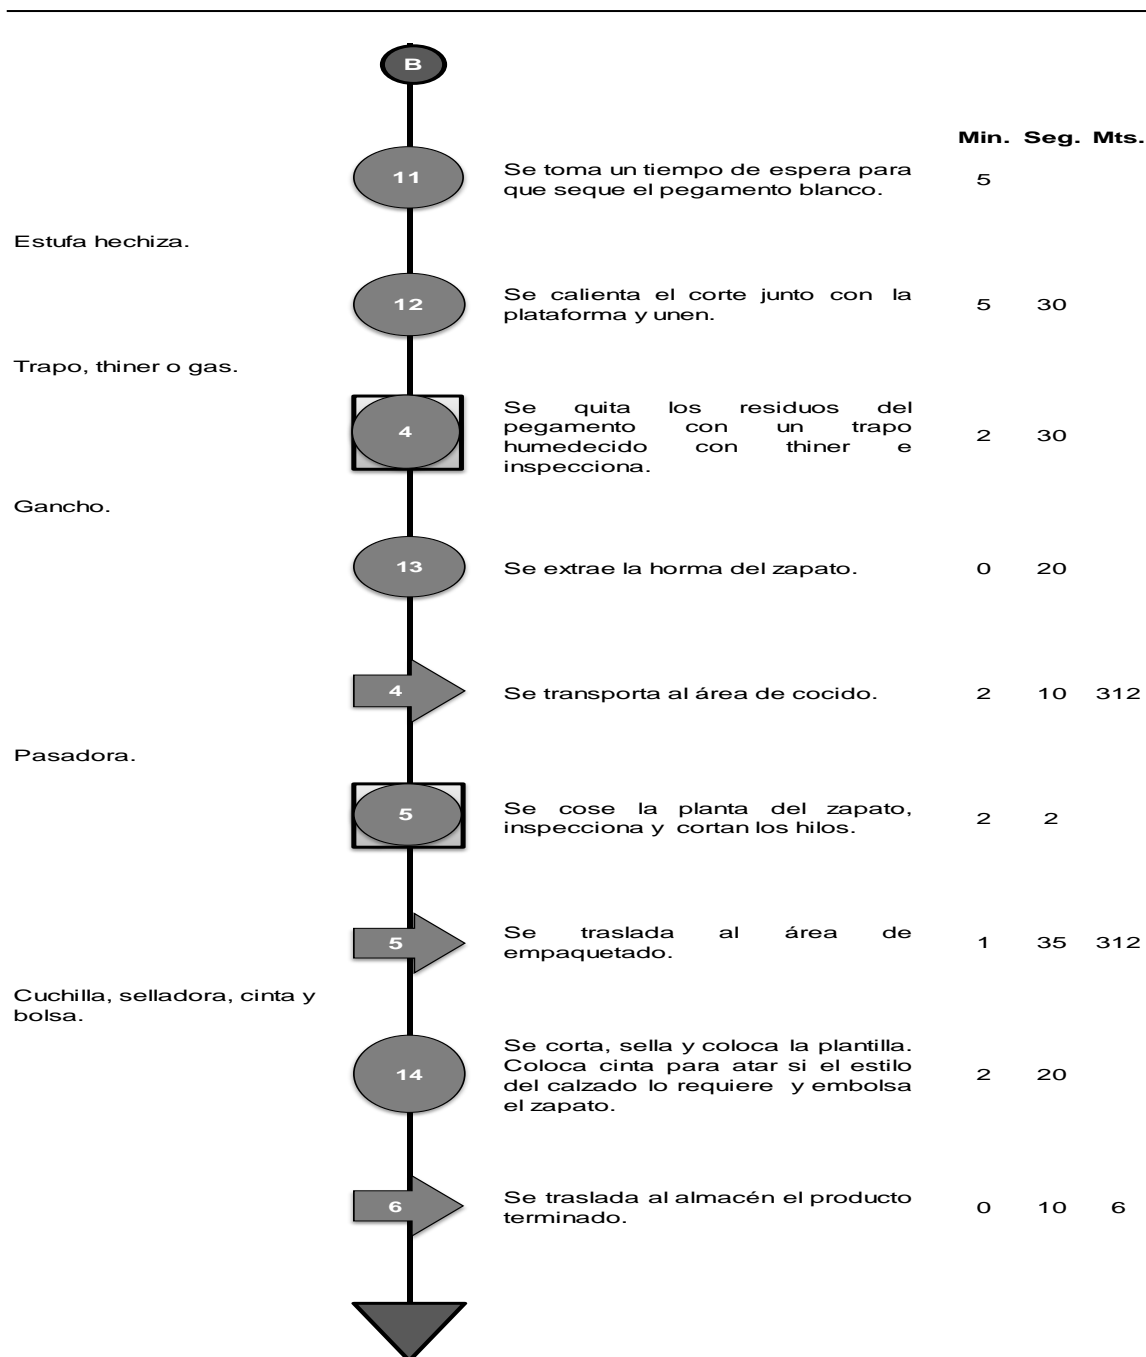 B
Min. Seg. Mts.
11
Se toma un tiempo de espera para
que seque el pegamento blanco.
5
Estufa hechiza.
12
Se calienta el corte junto con la
plataforma y unen.
5 30
Trapo, thiner o gas.
4
Se quita los residuos del
pegamento con un trapo
humedecido con thiner e
inspecciona.
2 30
Gancho.
13
Se extrae la horma del zapato.
0 20
4
Se transporta al área de cocido.
2 10 312
Pasadora.
5
Se cose la planta del zapato,
inspecciona y cortan los hilos.
2 2
5
Se traslada al área de
empaquetado.
1 35 312
Cuchilla, selladora, cinta y
bolsa.
14
Se corta, sella y coloca la plantilla.
Coloca cinta para atar si el estilo
del calzado lo requiere y embolsa
el zapato.
2 20
6
Se traslada al almacén el producto
terminado.
0 10 6